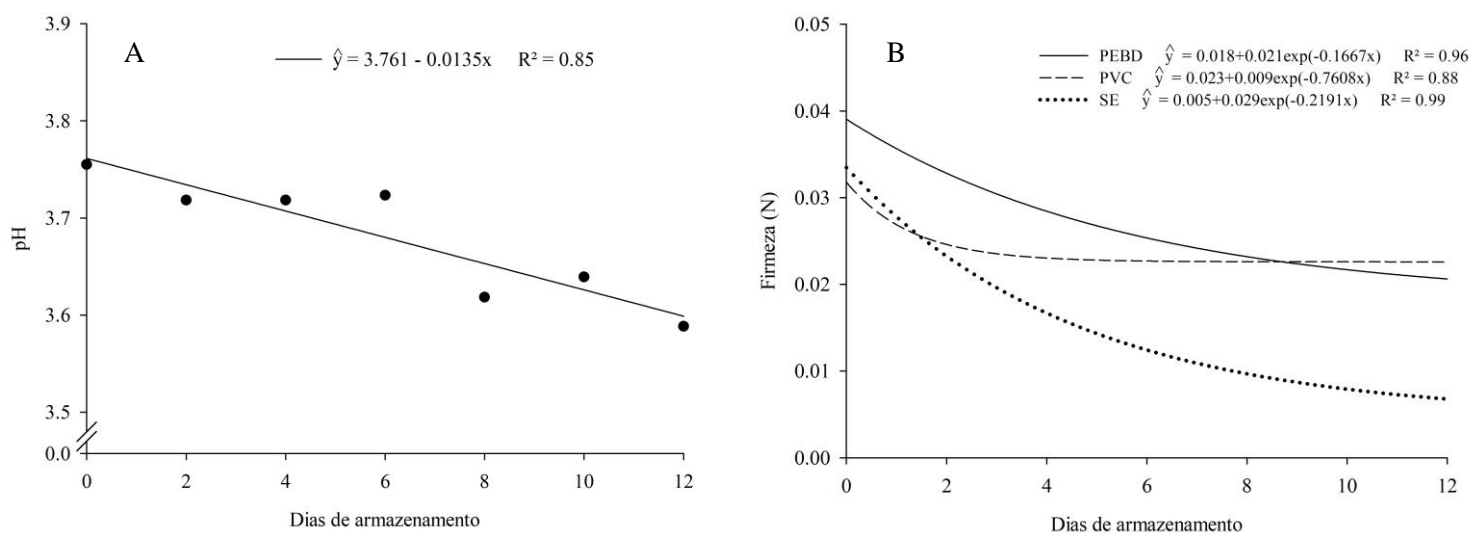 A
ŷ = 3.761 - 0.0135x R² = 0.85
3.9
3.8
3.7
3.6
3.5
0.0
pH
0 2 4 6 8 10 12
Dias de armazenamento
B
PEBD ŷ = 0.018+0.021exp(-0.1667x) R² = 0.96
PVC ŷ = 0.023+0.009exp(-0.7608x) R² = 0.88
SE ŷ = 0.005+0.029exp(-0.2191x) R² = 0.99
0.05
0.04
0.03
0.02
0.01
0.00
Firmeza (N)
0 2 4 6 8 10 12
Dias de armazenamento